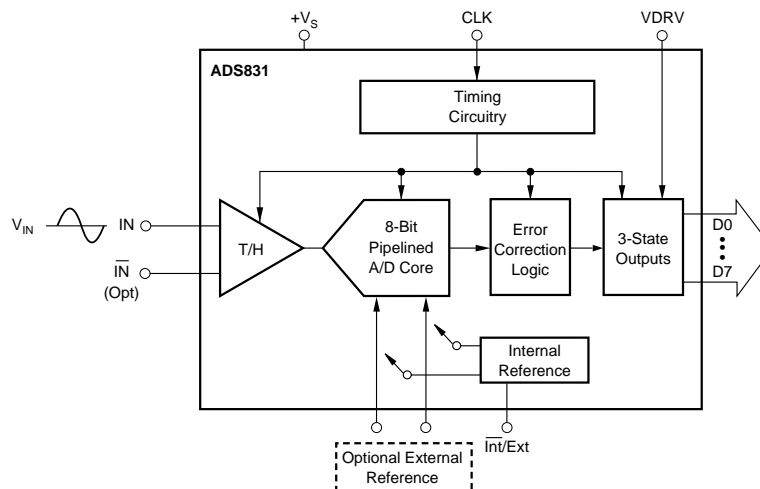 +VS
CLK
VDRV
ADS831
Timing
Circuitry
VIN
IN
T/H
8-Bit
Pipelined
A/D Core
Error
Correction
Logic
3-State
Outputs
D0
D7
IN
(Opt)
Internal
Reference
Int/Ext
Optional External
Reference